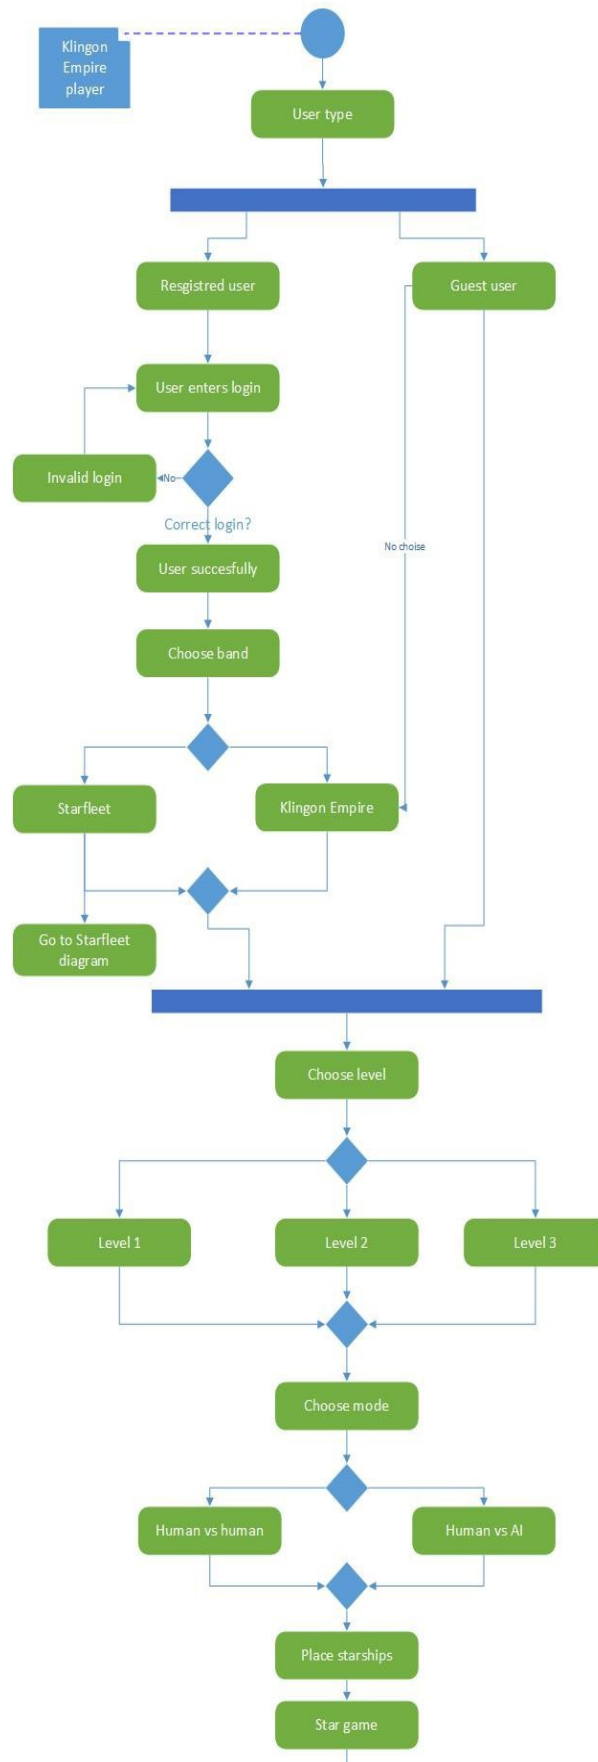 Klingon
Empire
player
User type
Resgistred user
Guest user
User enters login
Invalid login
No
Correct login?
No choise
User succesfully
Choose band
Starfleet
Klingon Empire
Go to Starfleet
diagram
Choose level
Level 1
Level 2
Level 3
Choose mode
Human vs human
Human vs AI
Place starships
Star game